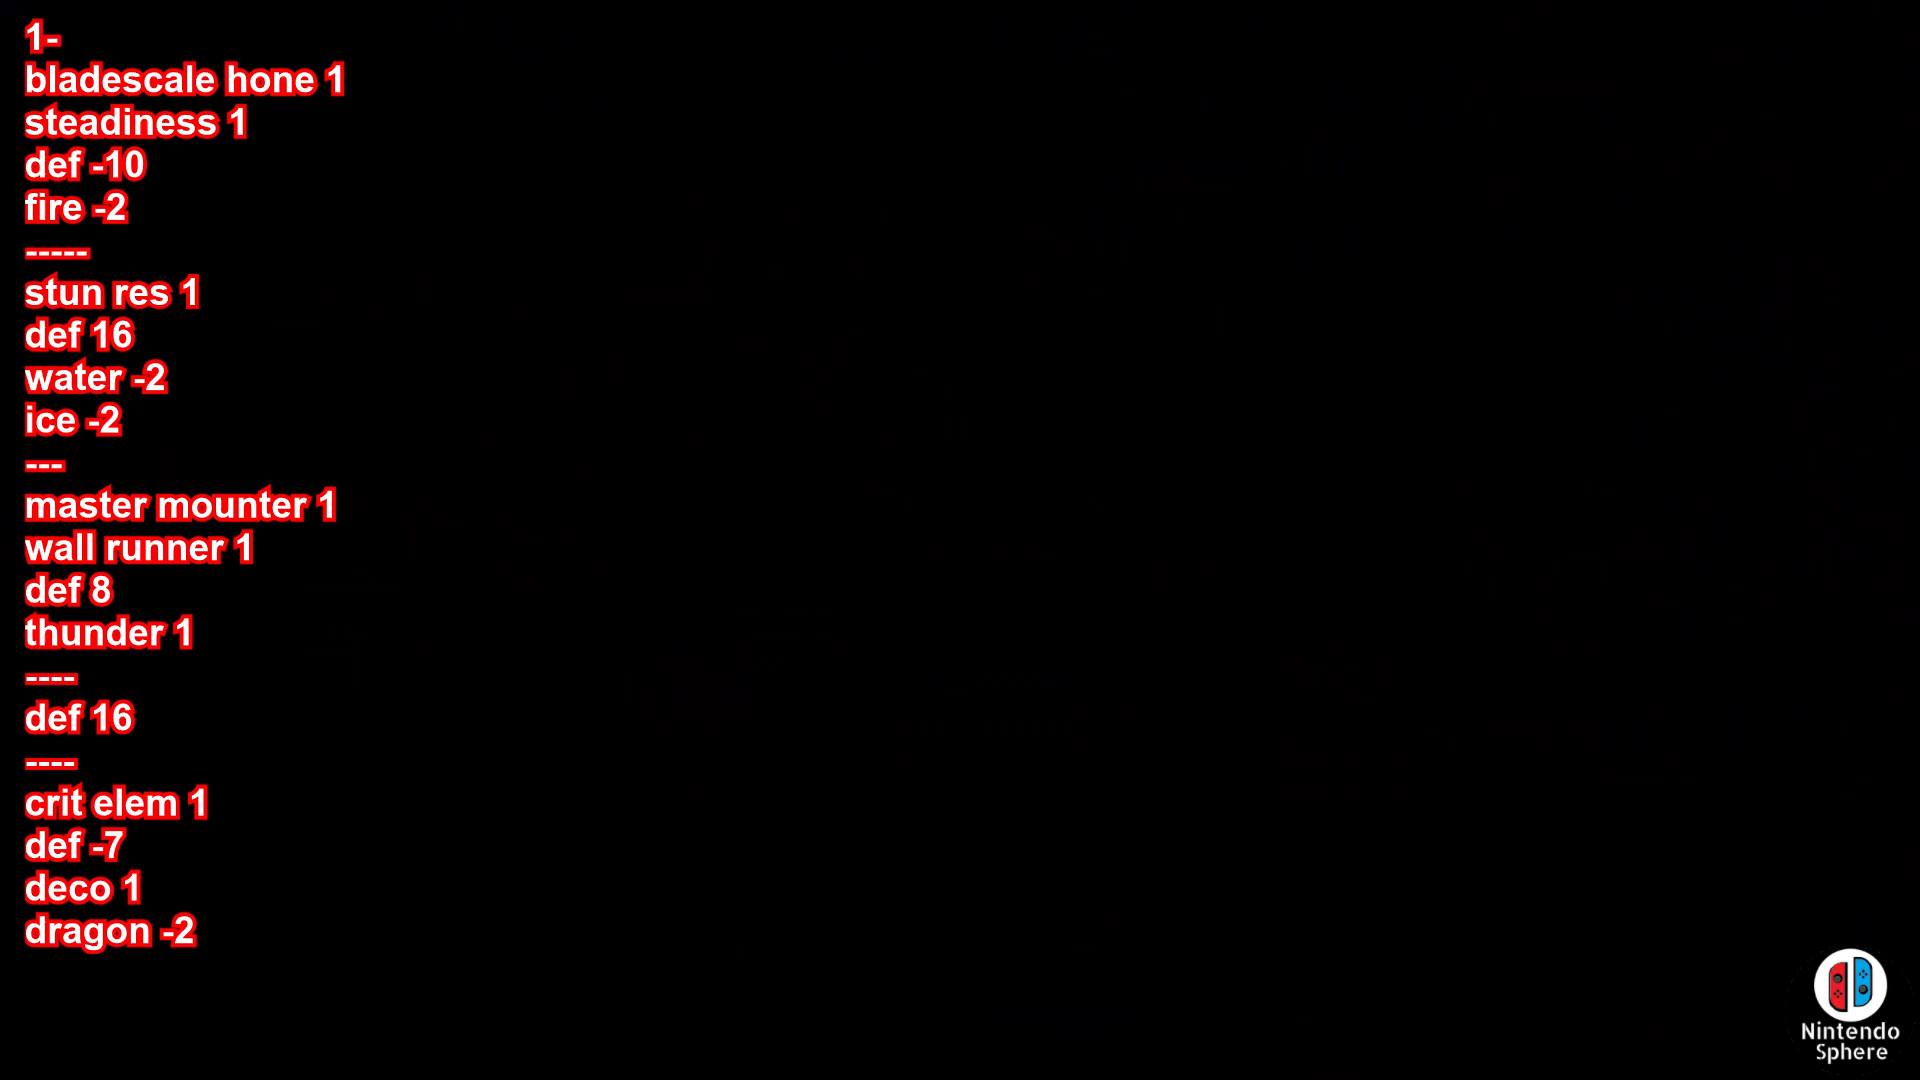 1-
bladescale hone 1
steadiness 1
def -10
fire -2
-----
stun res 1
def 16
water -2
ice -2
---
master mounter 1
wall runner 1
def 8
thunder 1
----
def 16
----
crit elem 1
def -7
deco 1
dragon -2
Nintendo
Sphere